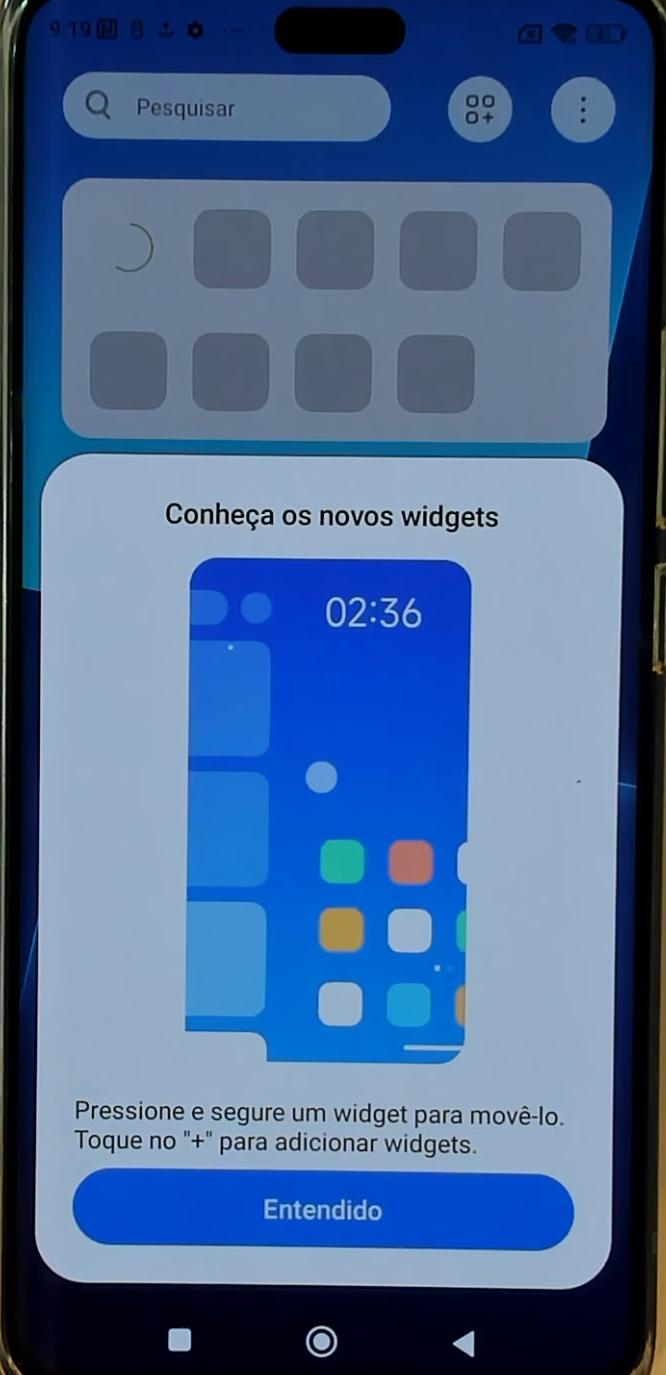 9:19
Pesquisar
Conheça os novos widgets
02:36
Pressione e segure um widget para movê-lo.
Toque no "+" para adicionar widgets.
Entendido